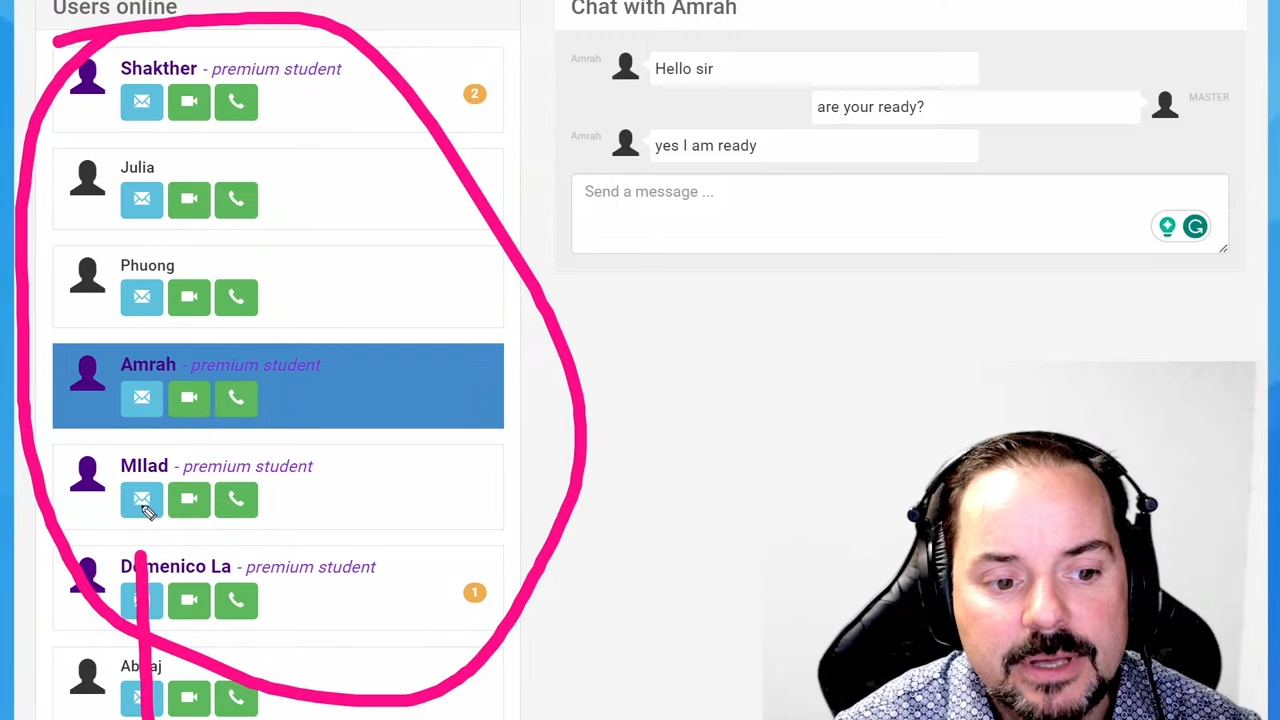 Users online
Shakther - premium student
2
Julia
Phuong
Amrah - premium student
MIlad - premium student
Domenico La - premium student
1
Chat with Amrah
Amrah
Hello sir
are your ready?
MASTER
Amrah
yes I am ready
Send a message ...